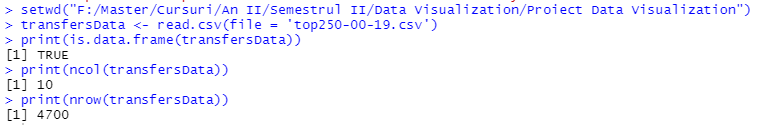 > setwd("F:/Master/Cursuri/An II/Semestrul II/Data Visualization/Proiect Data Visualization")
> transfersData <- read.csv(file = 'top250-00-19.csv')
> print(is.data.frame(transfersData))
[1] TRUE
> print(ncol(transfersData))
[1] 10
> print(nrow(transfersData))
[1] 4700